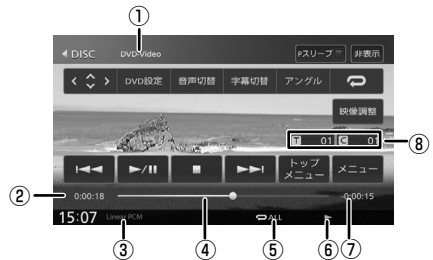 ①
DISC DVD-Video Pスリープ 非表示
DVD設定 音声切替 字幕切替 アングル
映像調整
T 01 C 01 ⑧
トップメニュー メニュー
② 0:00:18 -0:00:15
15:07 Linear PCM ALL
③ ④ ⑤ ⑥ ⑦